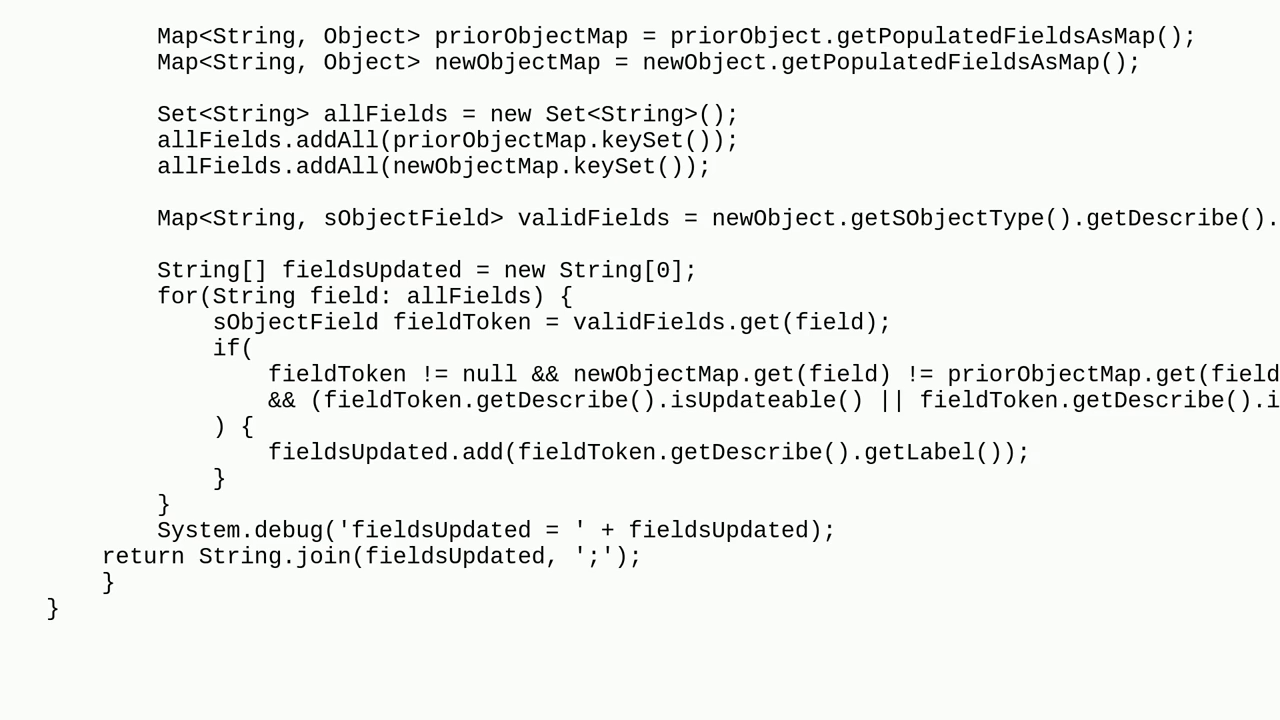 Map<String, Object> priorObjectMap = priorObject.getPopulatedFieldsAsMap();
Map<String, Object> newObjectMap = newObject.getPopulatedFieldsAsMap();
Set<String> allFields = new Set<String>();
allFields.addAll(priorObjectMap.keySet());
allFields.addAll(newObjectMap.keySet());
Map<String, sObjectField> validFields = newObject.getSObjectType().getDescribe().
String[] fieldsUpdated = new String[0];
for(String field: allFields) {
sObjectField fieldToken = validFields.get(field);
if(
fieldToken != null && newObjectMap.get(field) != priorObjectMap.get(field
&& (fieldToken.getDescribe().isUpdateable() || fieldToken.getDescribe().i
) {
fieldsUpdated.add(fieldToken.getDescribe().getLabel());
}
}
System.debug('fieldsUpdated = ' + fieldsUpdated);
return String.join(fieldsUpdated, ';');
}
}